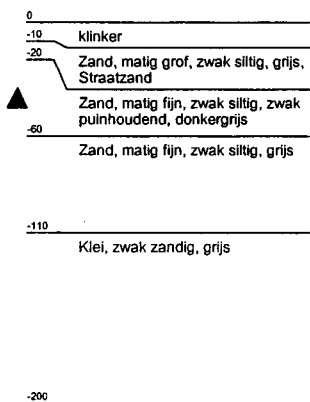 0
-10 klinker
-20
Zand, matig grof, zwak siltig, grijs,
Straatzand
Zand, matig fijn, zwak siltig, zwak
puinhoudend, donkergrijs
-60
Zand, matig fijn, zwak siltig, grijs
-110
Klei, zwak zandig, grijs
-200